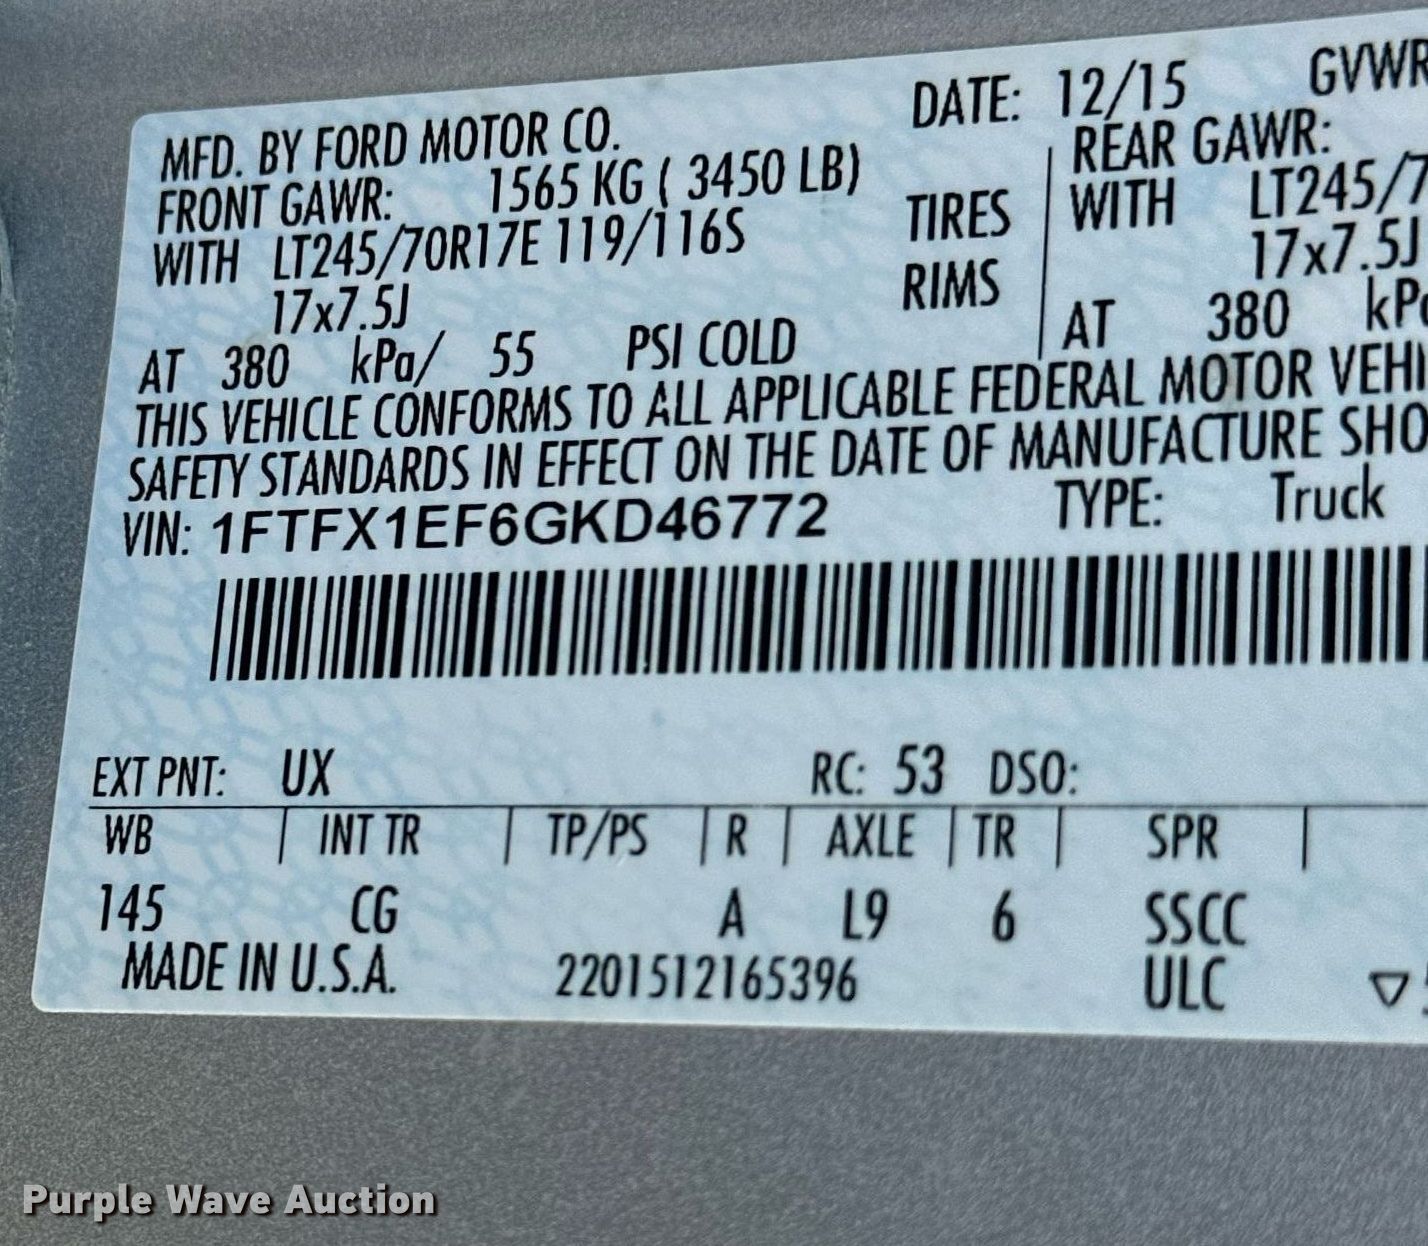 MFD. BY FORD MOTOR CO. DATE: 12/15 GVWR
FRONT GAWR: 1565 KG ( 3450 LB) REAR GAWR:
WITH LT245/70R17E 119/116S TIRES WITH LT245/7
17x7.5J RIMS 17x7.5J
AT 380 kPa/ 55 PSI COLD AT 380 kPa
THIS VEHICLE CONFORMS TO ALL APPLICABLE FEDERAL MOTOR VEHI
SAFETY STANDARDS IN EFFECT ON THE DATE OF MANUFACTURE SHO
VIN: 1FTFX1EF6GKD46772 TYPE: Truck
EXT PNT: UX RC: 53 DSO:
WB | INT TR | TP/PS | R | AXLE | TR | SPR |
145 CG A L9 6 SSCC
MADE IN U.S.A. 2201512165396 ULC
Purple Wave Auction